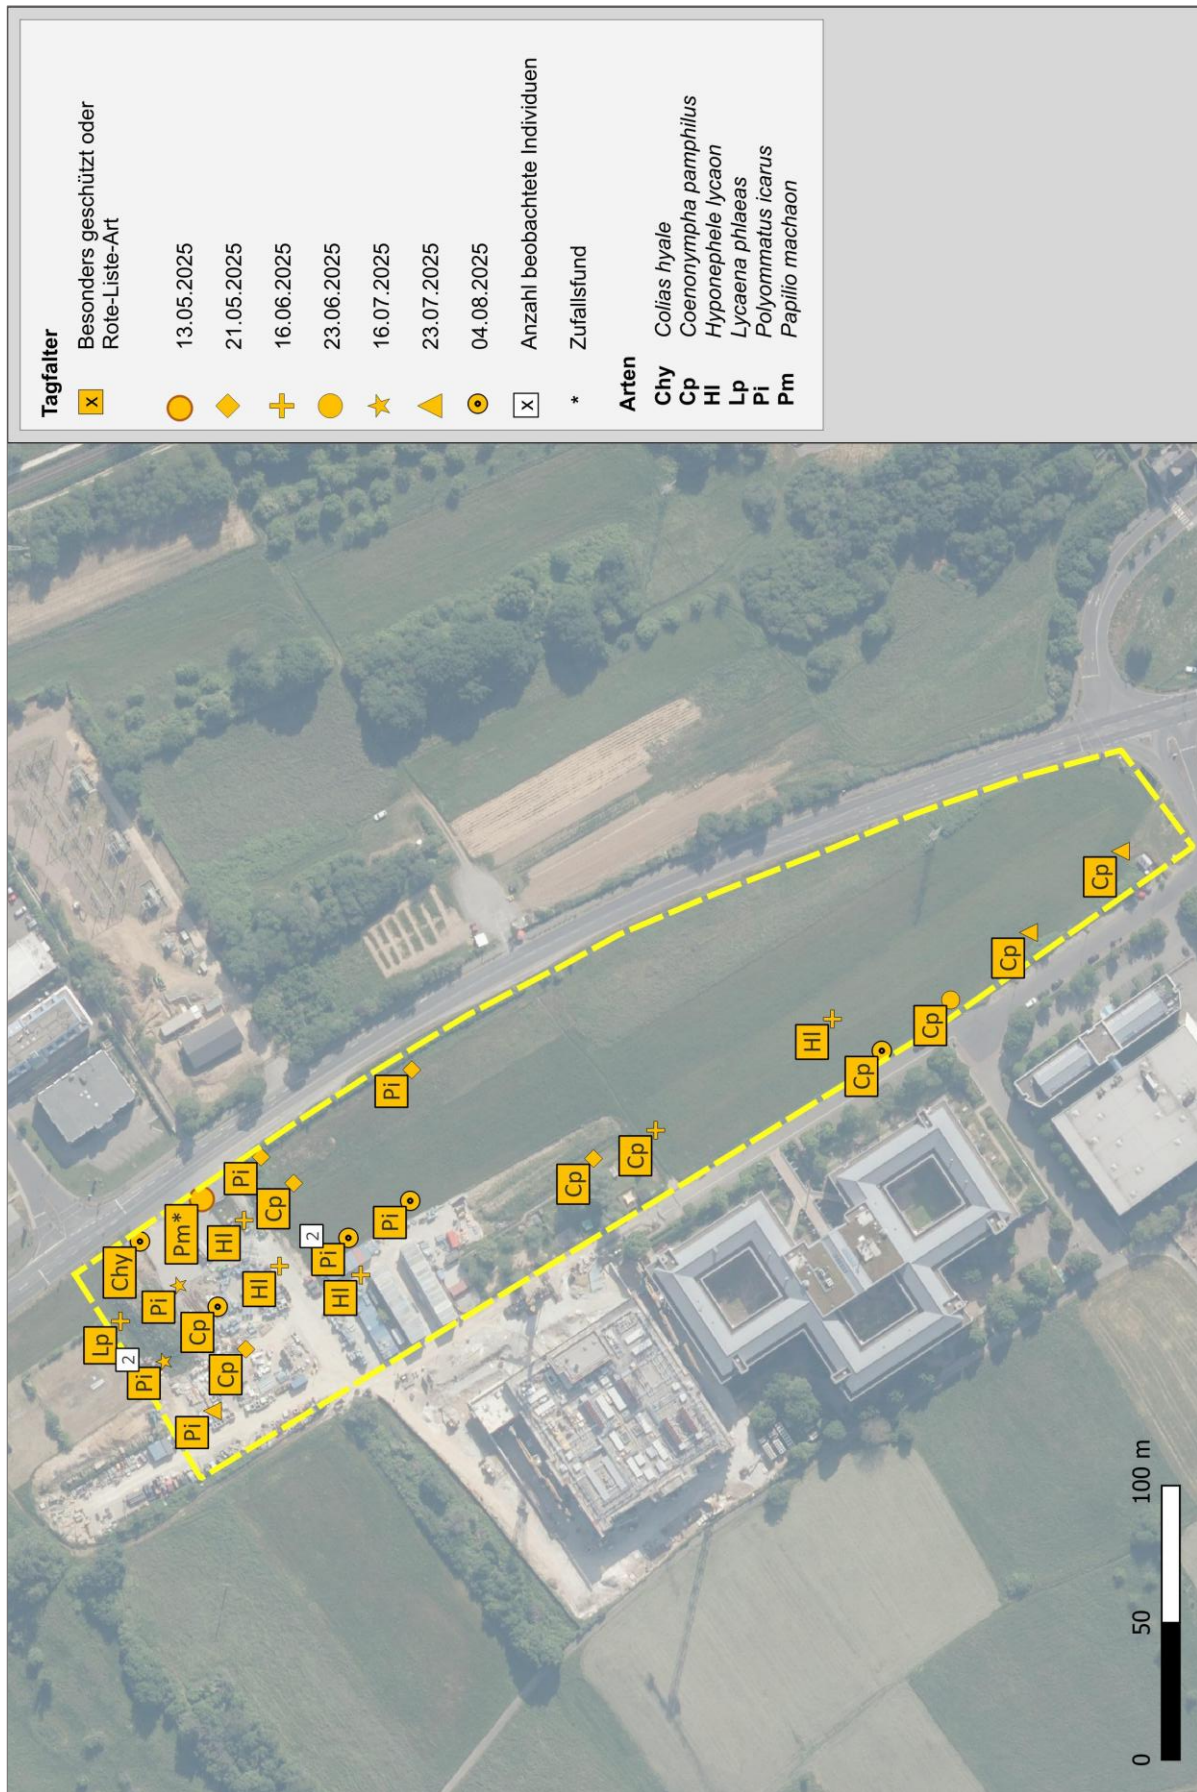 Tagfalter
x Besonders geschützt oder
Rote-Liste-Art
13.05.2025
21.05.2025
16.06.2025
23.06.2025
16.07.2025
23.07.2025
04.08.2025
x Anzahl beobachtete Individuen
* Zufallsfund
Arten
Chy Colias hyale
Cp Coenonympha pamphilus
Hl Hyponephele lycaon
Lp Lycaena phlaeas
Pi Polyommatus icarus
Pm Papilio machaon
Pi
2
Pi
Lp
Cp
Pi
Cp
Chy
Hl
Pm*
Hl
Hl
2
Pi
Cp
Pi
Pi
Pi
Cp
Cp
Hl
Cp
Cp
Cp
Cp
0 50 100 m